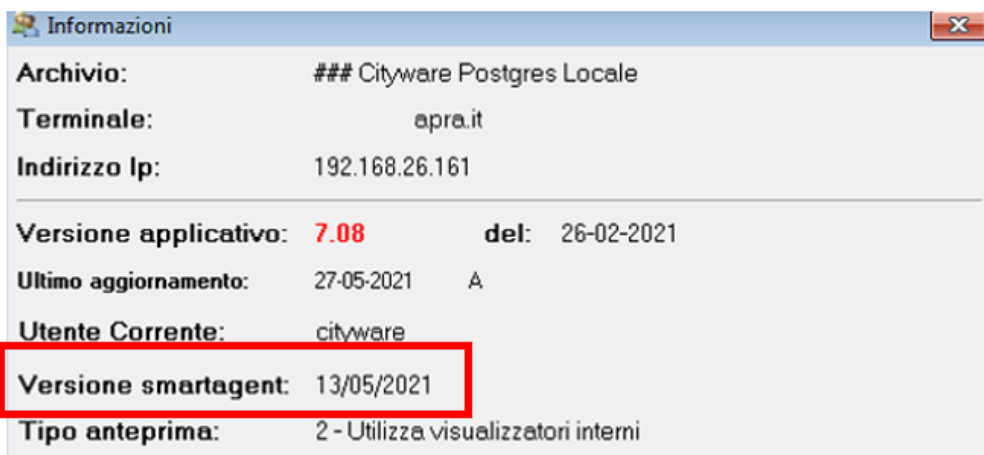 Informazioni
Archivio: ### Cityware Postgres Locale
Terminale: apra.it
Indirizzo Ip: 192.168.26.161
Versione applicativo: 7.08 del: 26-02-2021
Ultimo aggiornamento: 27-05-2021 A
Utente Corrente: cityware
Versione smartagent: 13/05/2021
Tipo anteprima: 2 - Utilizza visualizzatori interni